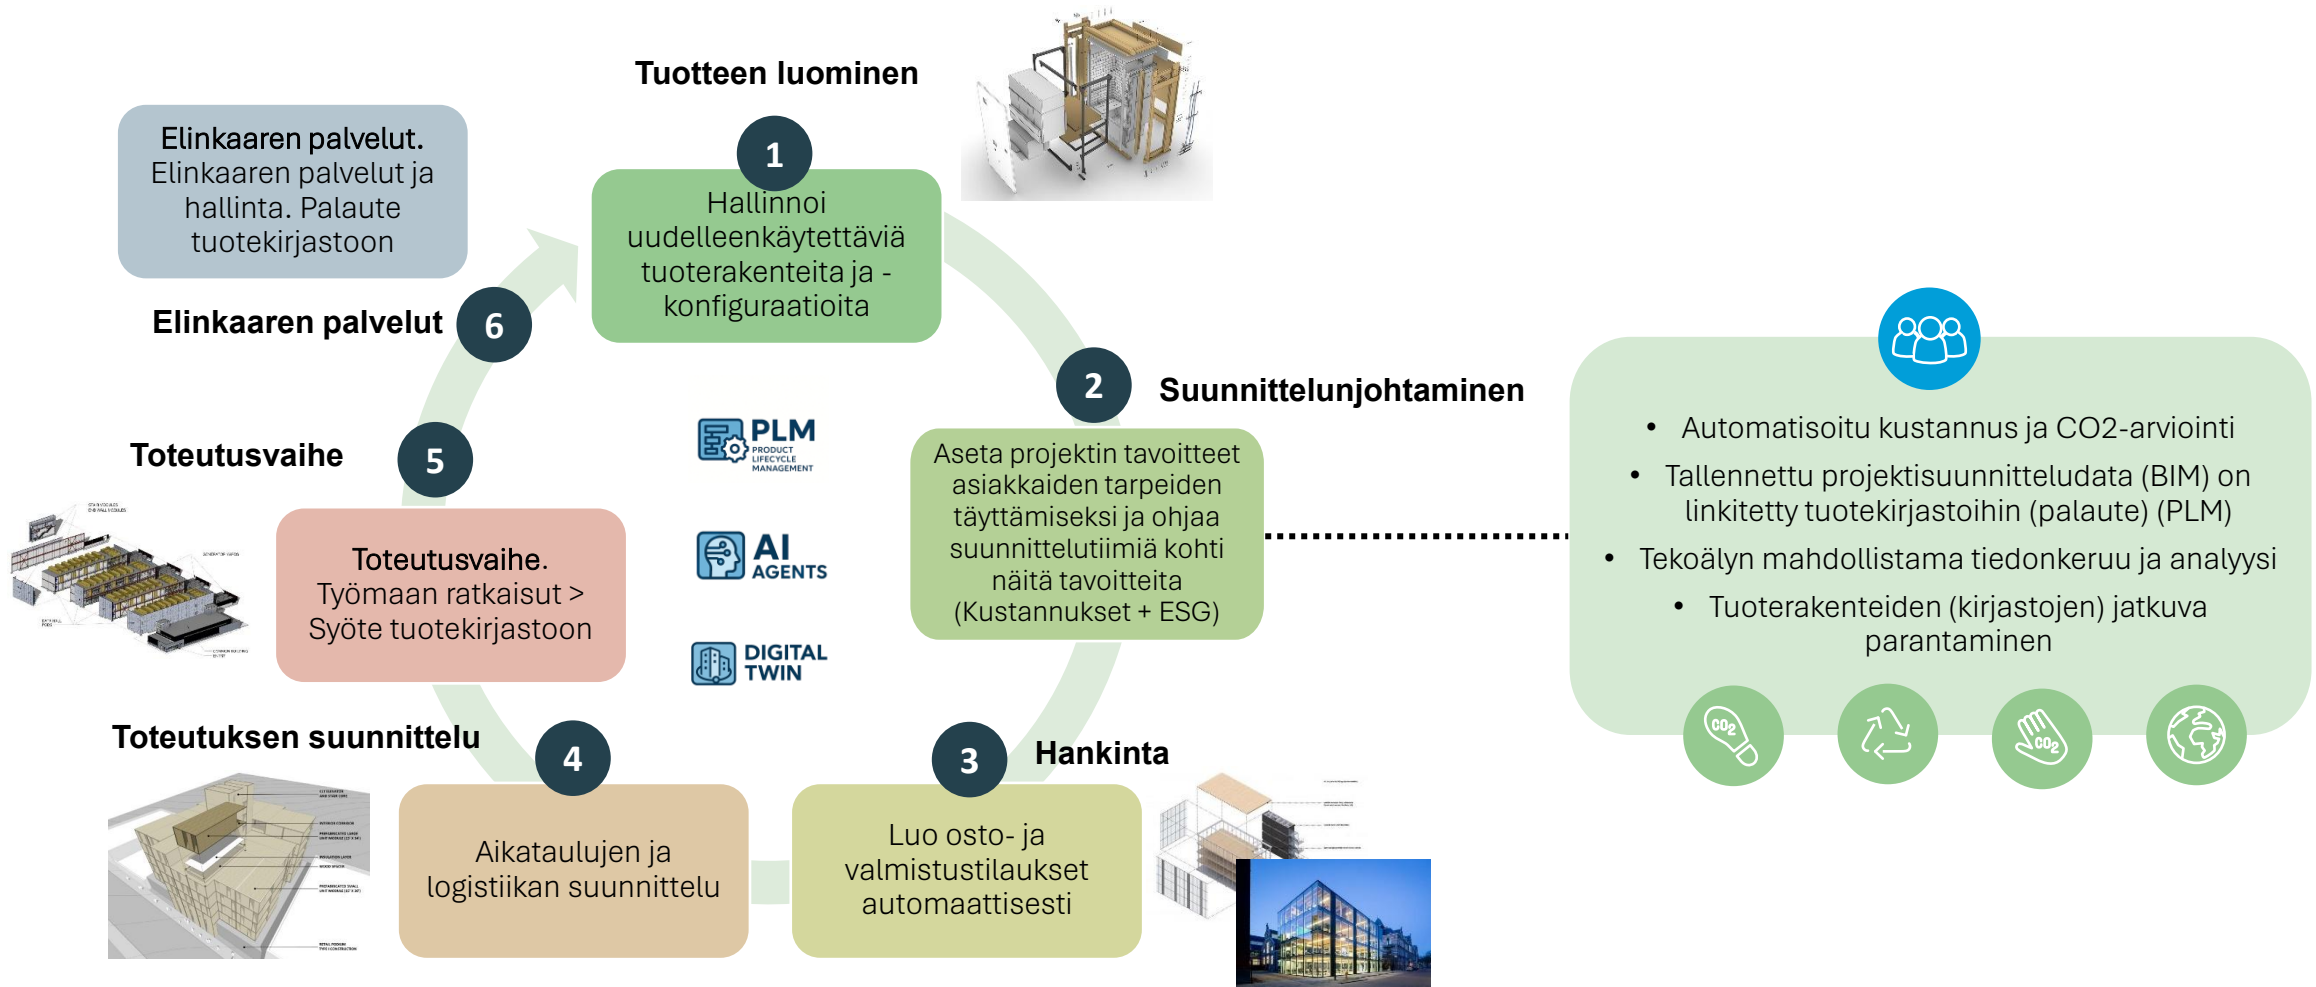 Tuotteen luominen
1
Hallinnoi
uudelleenkäytettäviä
tuoterakenteita ja -
konfiguraatioita
2
Suunnittelunjohtaminen
Aseta projektin tavoitteet
asiakkaiden tarpeiden
täyttämiseksi ja ohjaa
suunnittelutiimiä kohti
näitä tavoitteita
(Kustannukset + ESG)
• Automatisoitu kustannus ja CO2-arviointi
• Tallennettu projektisuunnitteludata (BIM) on
linkitetty tuotekirjastoihin (palaute) (PLM)
• Tekoälyn mahdollistama tiedonkeruu ja analyysi
• Tuoterakenteiden (kirjastojen) jatkuva
parantaminen
CO2
CO2
3
Hankinta
Luo osto- ja
valmistustilaukset
automaattisesti
4
Toteutuksen suunnittelu
Aikataulujen ja
logistiikan suunnittelu
5
Toteutusvaihe
Toteutusvaihe.
Työmaan ratkaisut >
Syöte tuotekirjastoon
6
Elinkaaren palvelut
Elinkaaren palvelut.
Elinkaaren palvelut ja
hallinta. Palaute
tuotekirjastoon
PLM
PRODUCT
LIFECYCLE
MANAGEMENT
AI
AGENTS
DIGITAL
TWIN